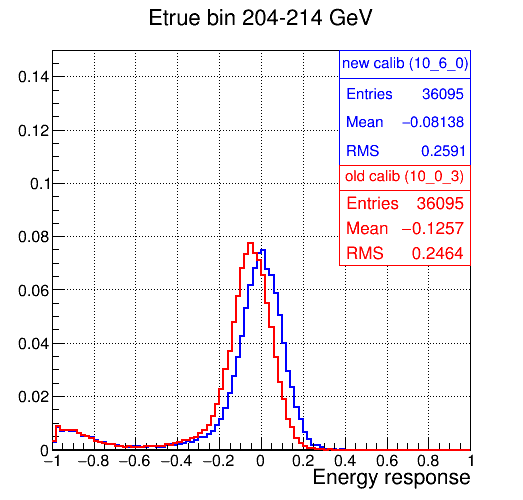 Etrue bin 204-214 GeV
new calib (10_6_0)
Entries 36095
Mean −0.08138
RMS 0.2591
old calib (10_0_3)
Entries 36095
Mean −0.1257
RMS 0.2464
0.14
0.12
0.1
0.08
0.06
0.04
0.02
0
−1 −0.8 −0.6 −0.4 −0.2 0 0.2 0.4 0.6 0.8 1
Energy response